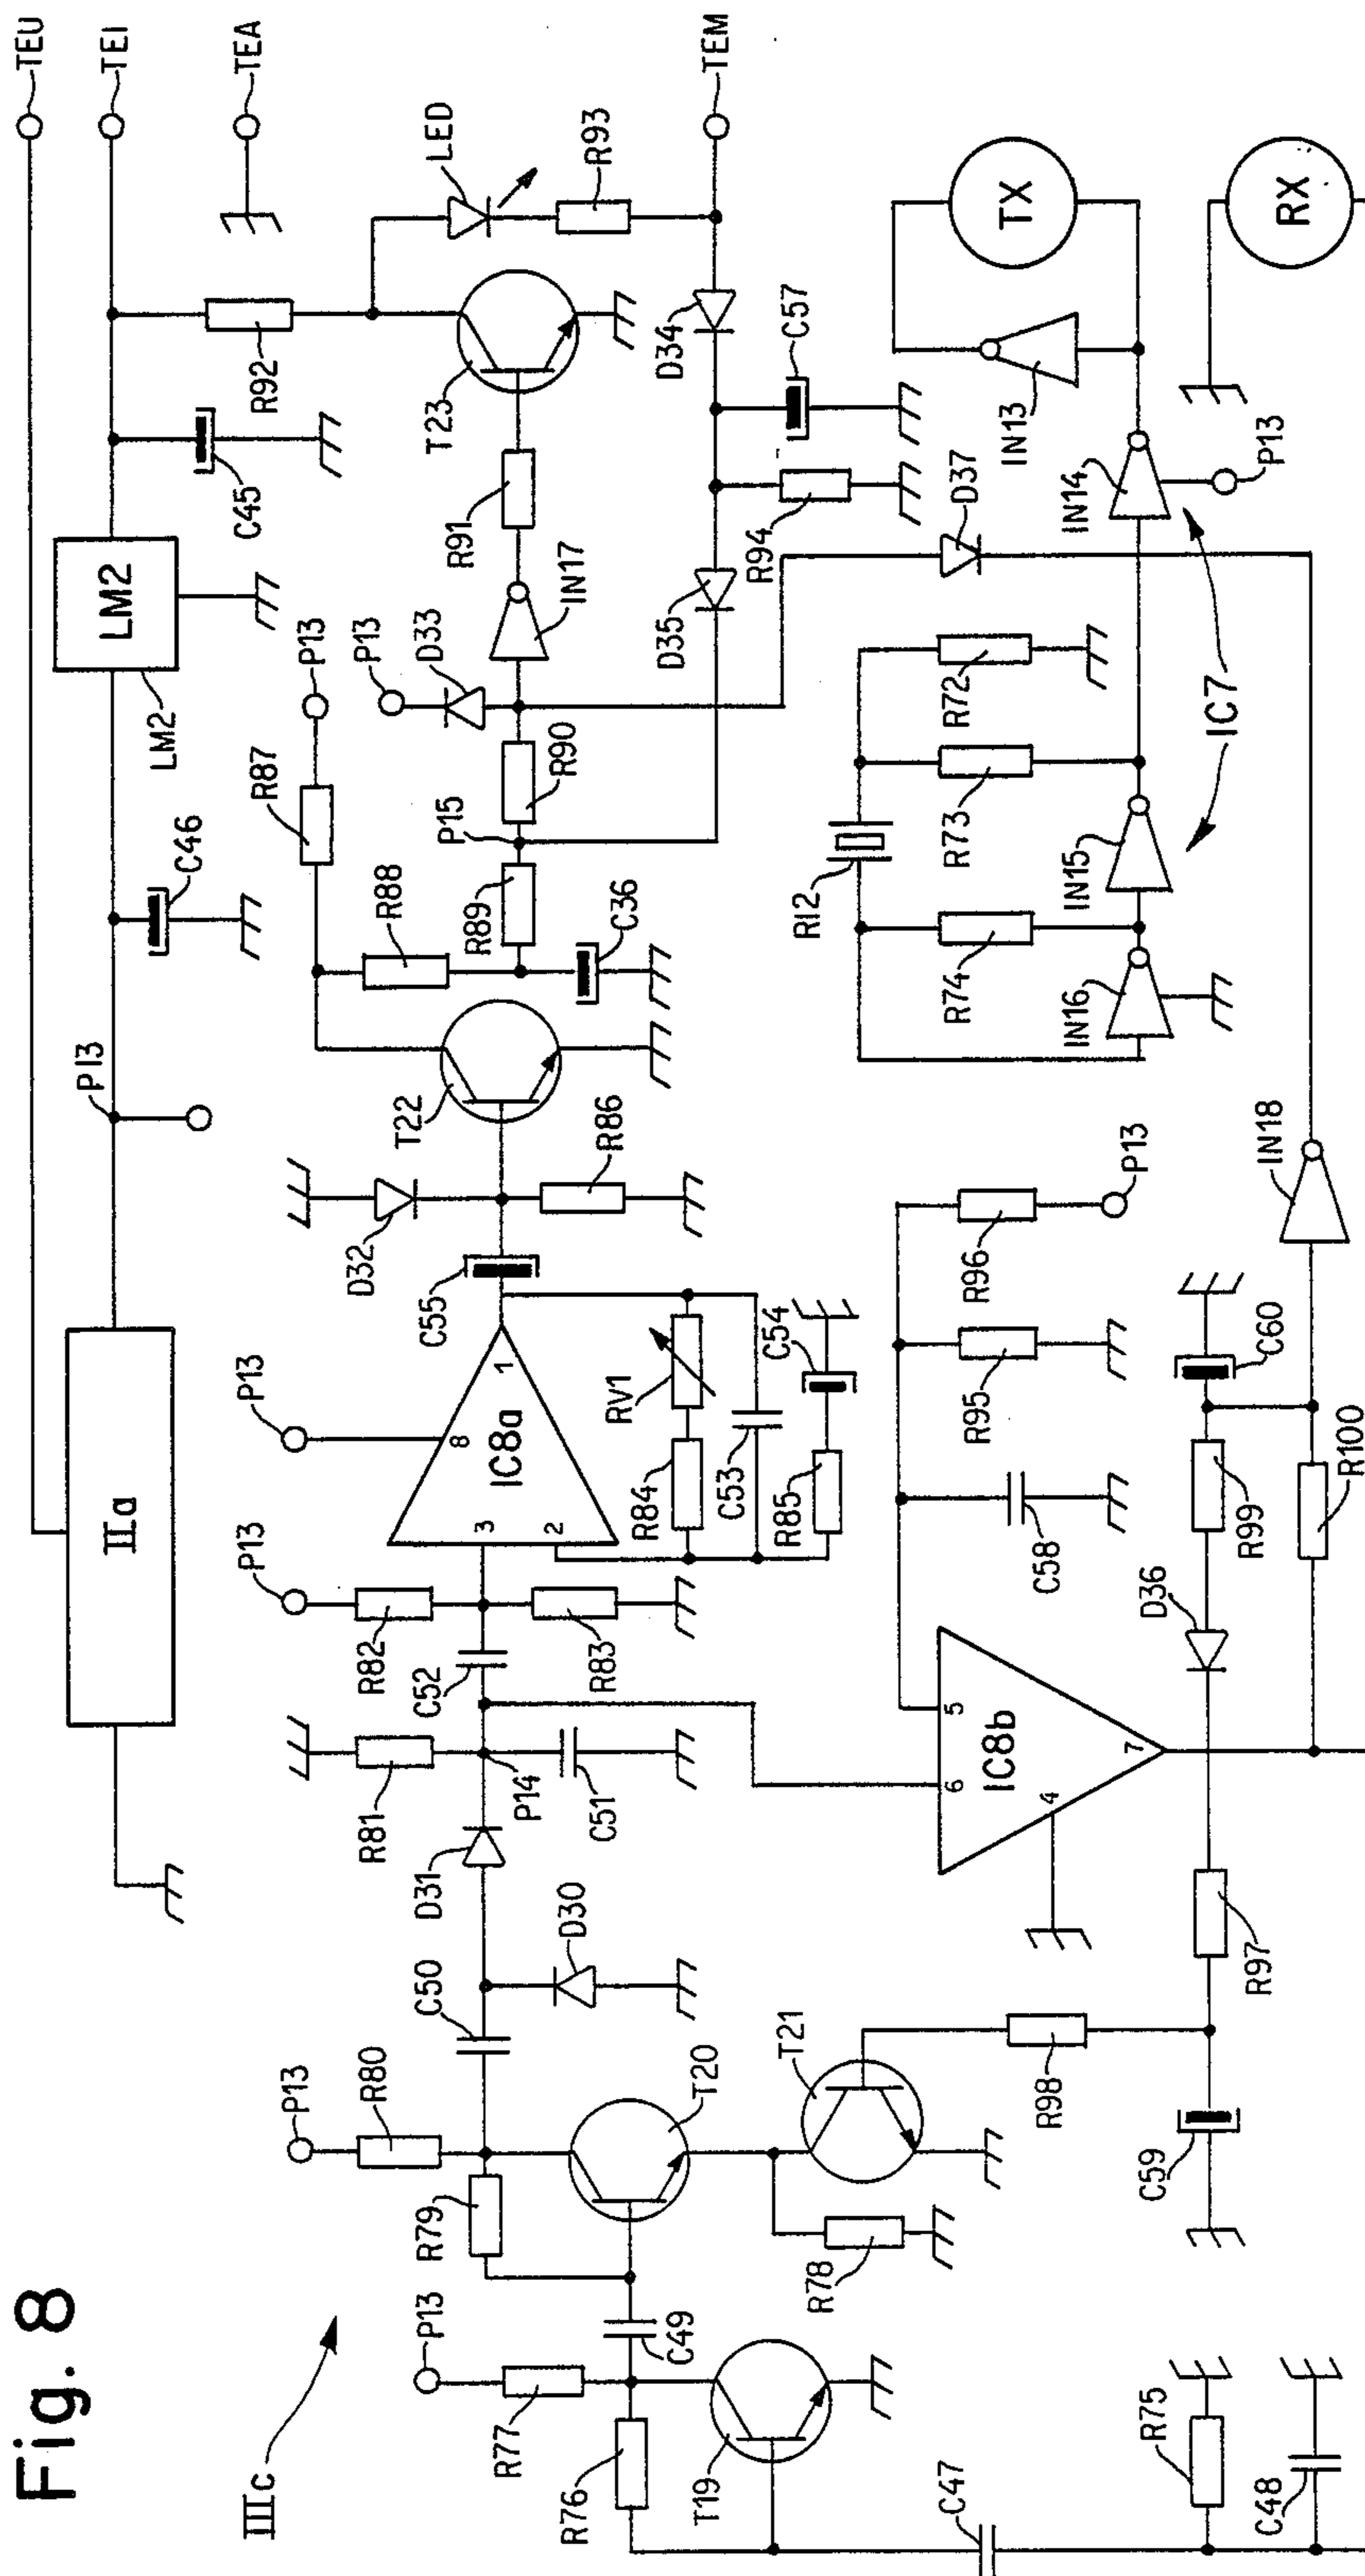 Fig. 8
IIIc
IIa
P13
LM2
LM2
C46
C45
TEU
TEI
TEA
TEM
R92
LED
R93
T23
R91
IN17
D33
P13
P13
R87
R88
R89
P15
R90
C36
T22
R86
D32
C55
P13
IC8a
8
1
3
2
RV1
R84
C53
R85
C54
P13
R82
R83
C52
R81
P14
C51
D31
D30
C50
P13
R80
R79
T20
T21
R78
R98
C59
R97
P13
R77
R76
C49
T19
C47
R75
C48
IC8b
5
6
4
7
C58
R95
R96
P13
D36
R99
C60
R100
IN18
D34
C57
R94
D35
D37
R72
R73
R74
R12
IN16
IN15
IN14
IN13
IC7
P13
TX
RX